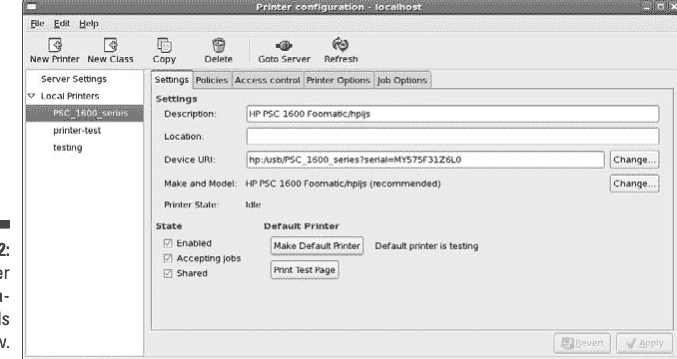 Printer configuration - localhost
File Edit Help
New Printer New Class Copy Delete Goto Server Refresh
Server Settings
Local Printers
PSC_1600_series
printer-test
testing
Settings Policies Access control Printer Options Job Options
Settings
Description: HP PSC 1600 Foomatic/hpijs
Location:
Device URI: hp:/usb/PSC_1600_series?serial=MY575F31Z6L0 Change...
Make and Model: HP PSC 1600 Foomatic/hpijs (recommended) Change...
Printer State: Idle
State Default Printer
Enabled Make Default Printer Default printer is testing
Accepting jobs
Shared Print Test Page
Revert Apply
2:
er
a-
ls
v.